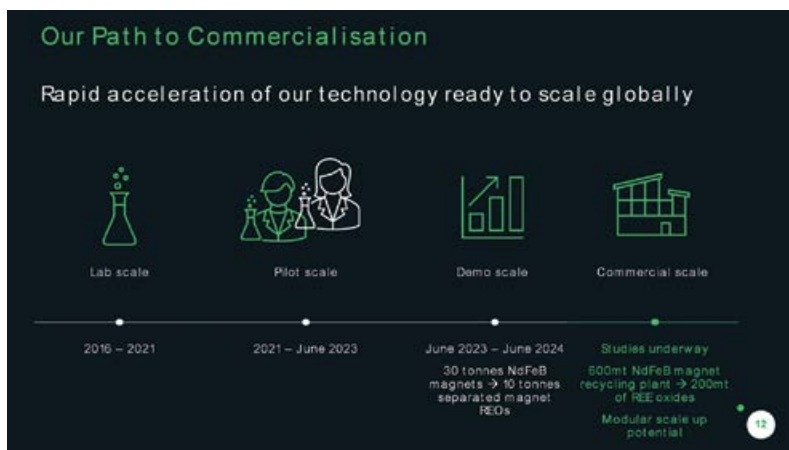 Our Path to Commercialisation
Rapid acceleration of our technology ready to scale globally
Lab scale
Pilot scale
Demo scale
Commercial scale
2016 – 2021
2021 – June 2023
June 2023 – June 2024
30 tonnes NdFeB
magnets → 10 tonnes
separated magnet
REOs
Studies underway
600mt NdFeB magnet
recycling plant → 200mt
of REE oxides
Modular scale up
potential
12